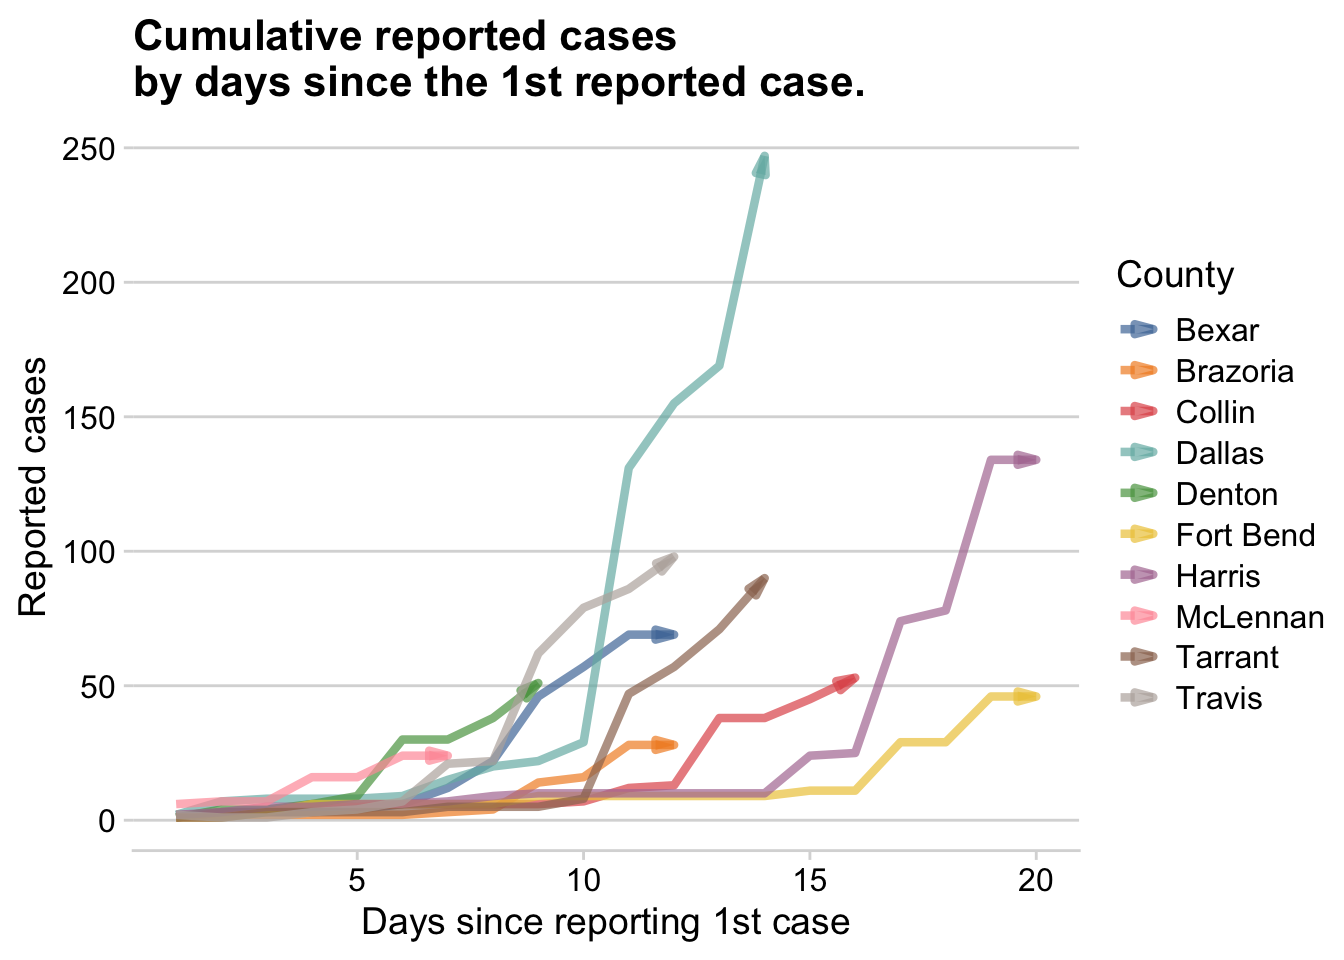 Cumulative reported cases
by days since the 1st reported case.
Reported cases
250
200
150
100
50
0
5
10
15
20
Days since reporting 1st case
County
Bexar
Brazoria
Collin
Dallas
Denton
Fort Bend
Harris
McLennan
Tarrant
Travis